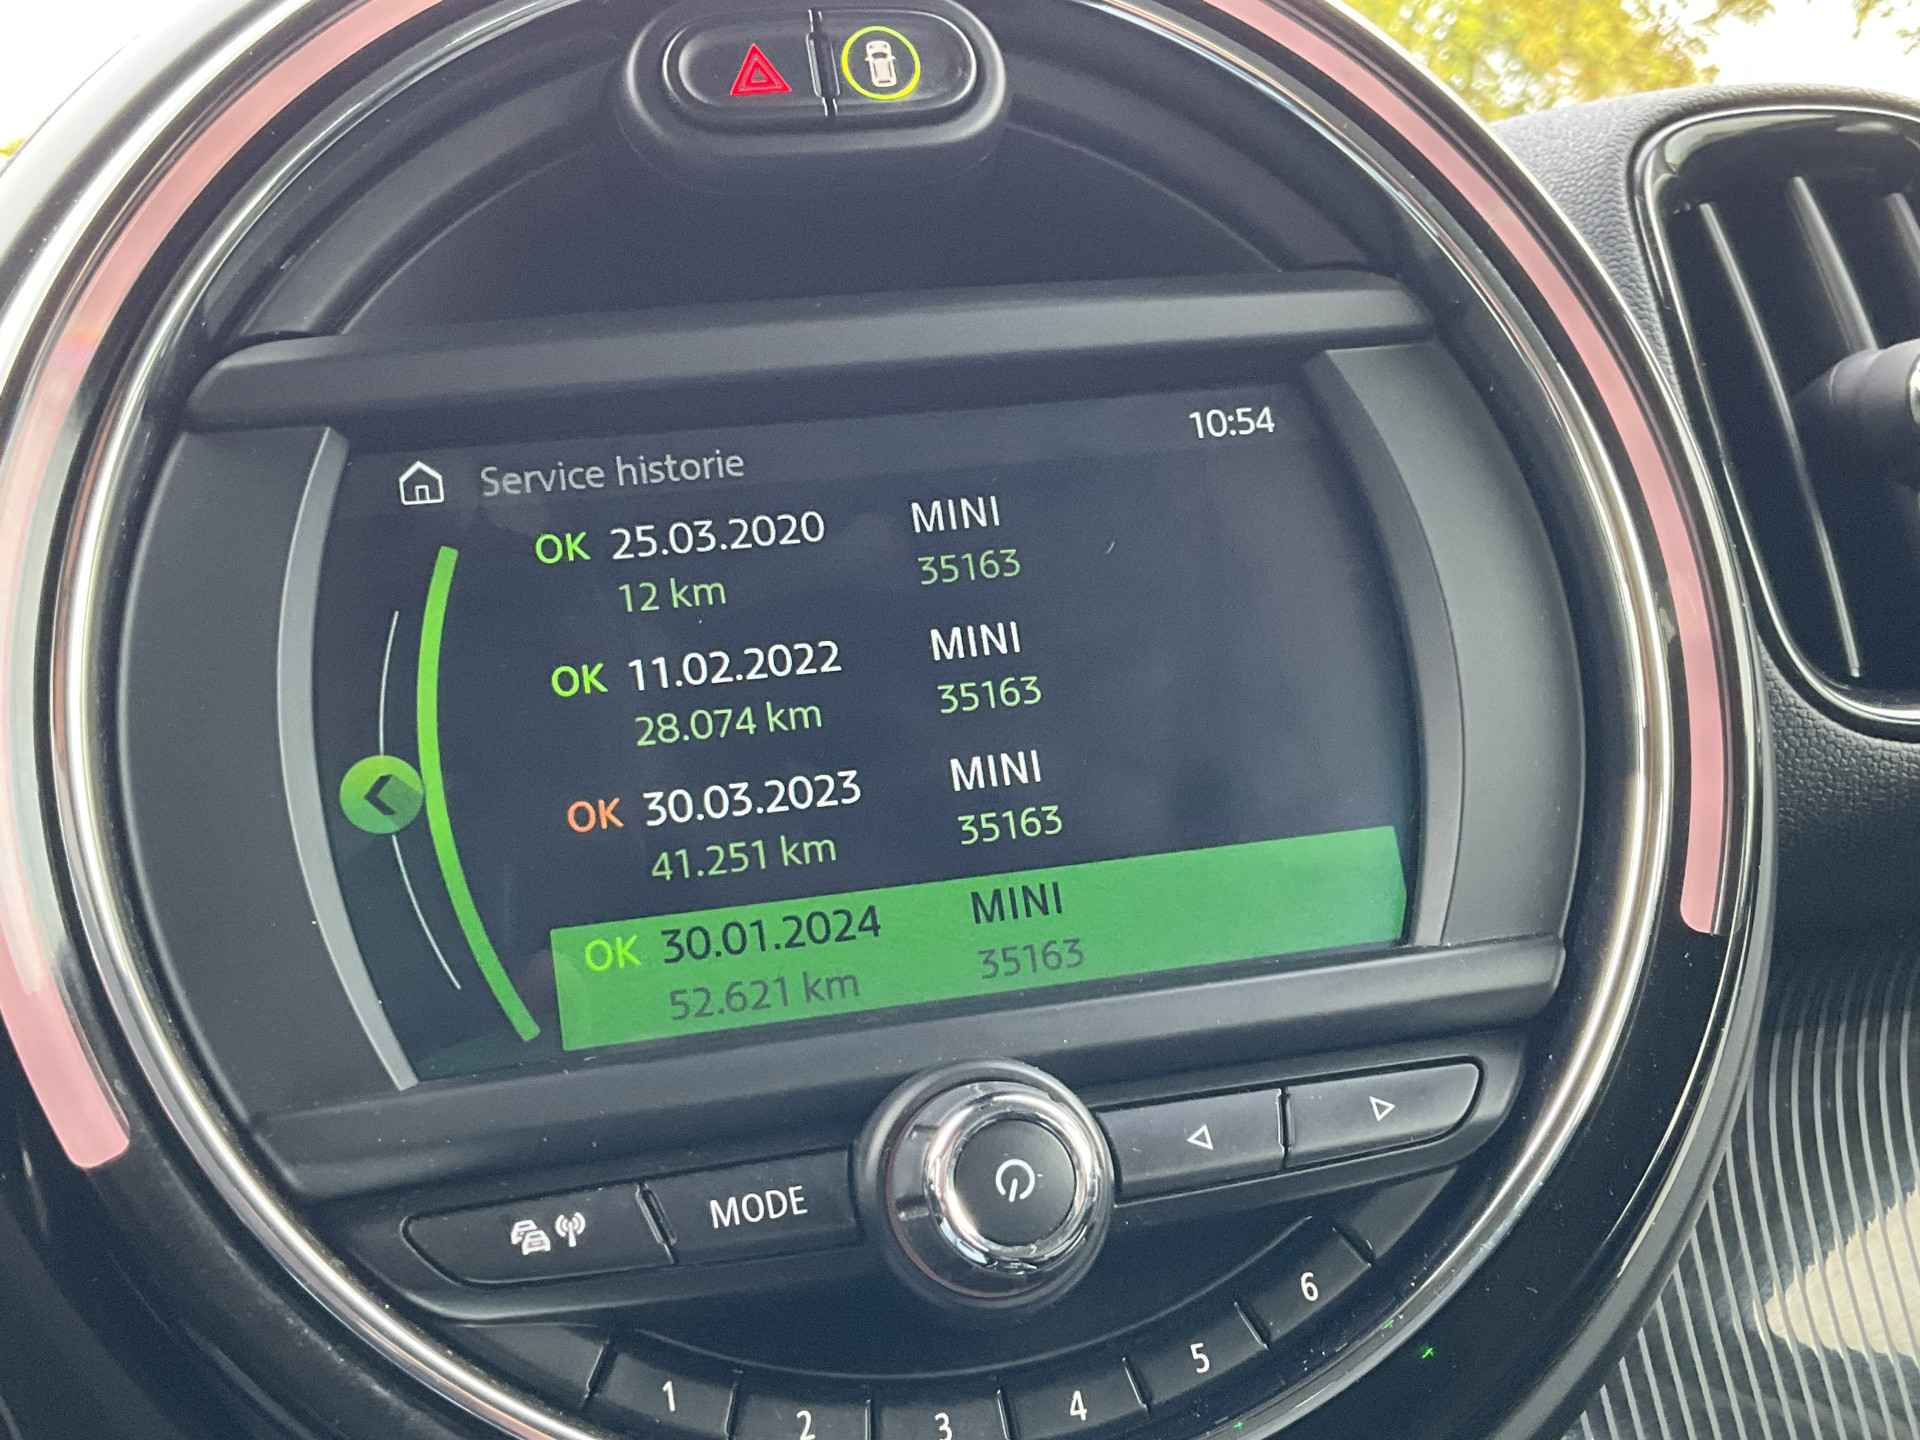 10:54
Service historie
OK 25.03.2020 MINI
12 km 35163
OK 11.02.2022 MINI
28.074 km 35163
OK 30.03.2023 MINI
41.251 km 35163
OK 30.01.2024 MINI
52.621 km 35163
MODE
1 2 3 4 5 6